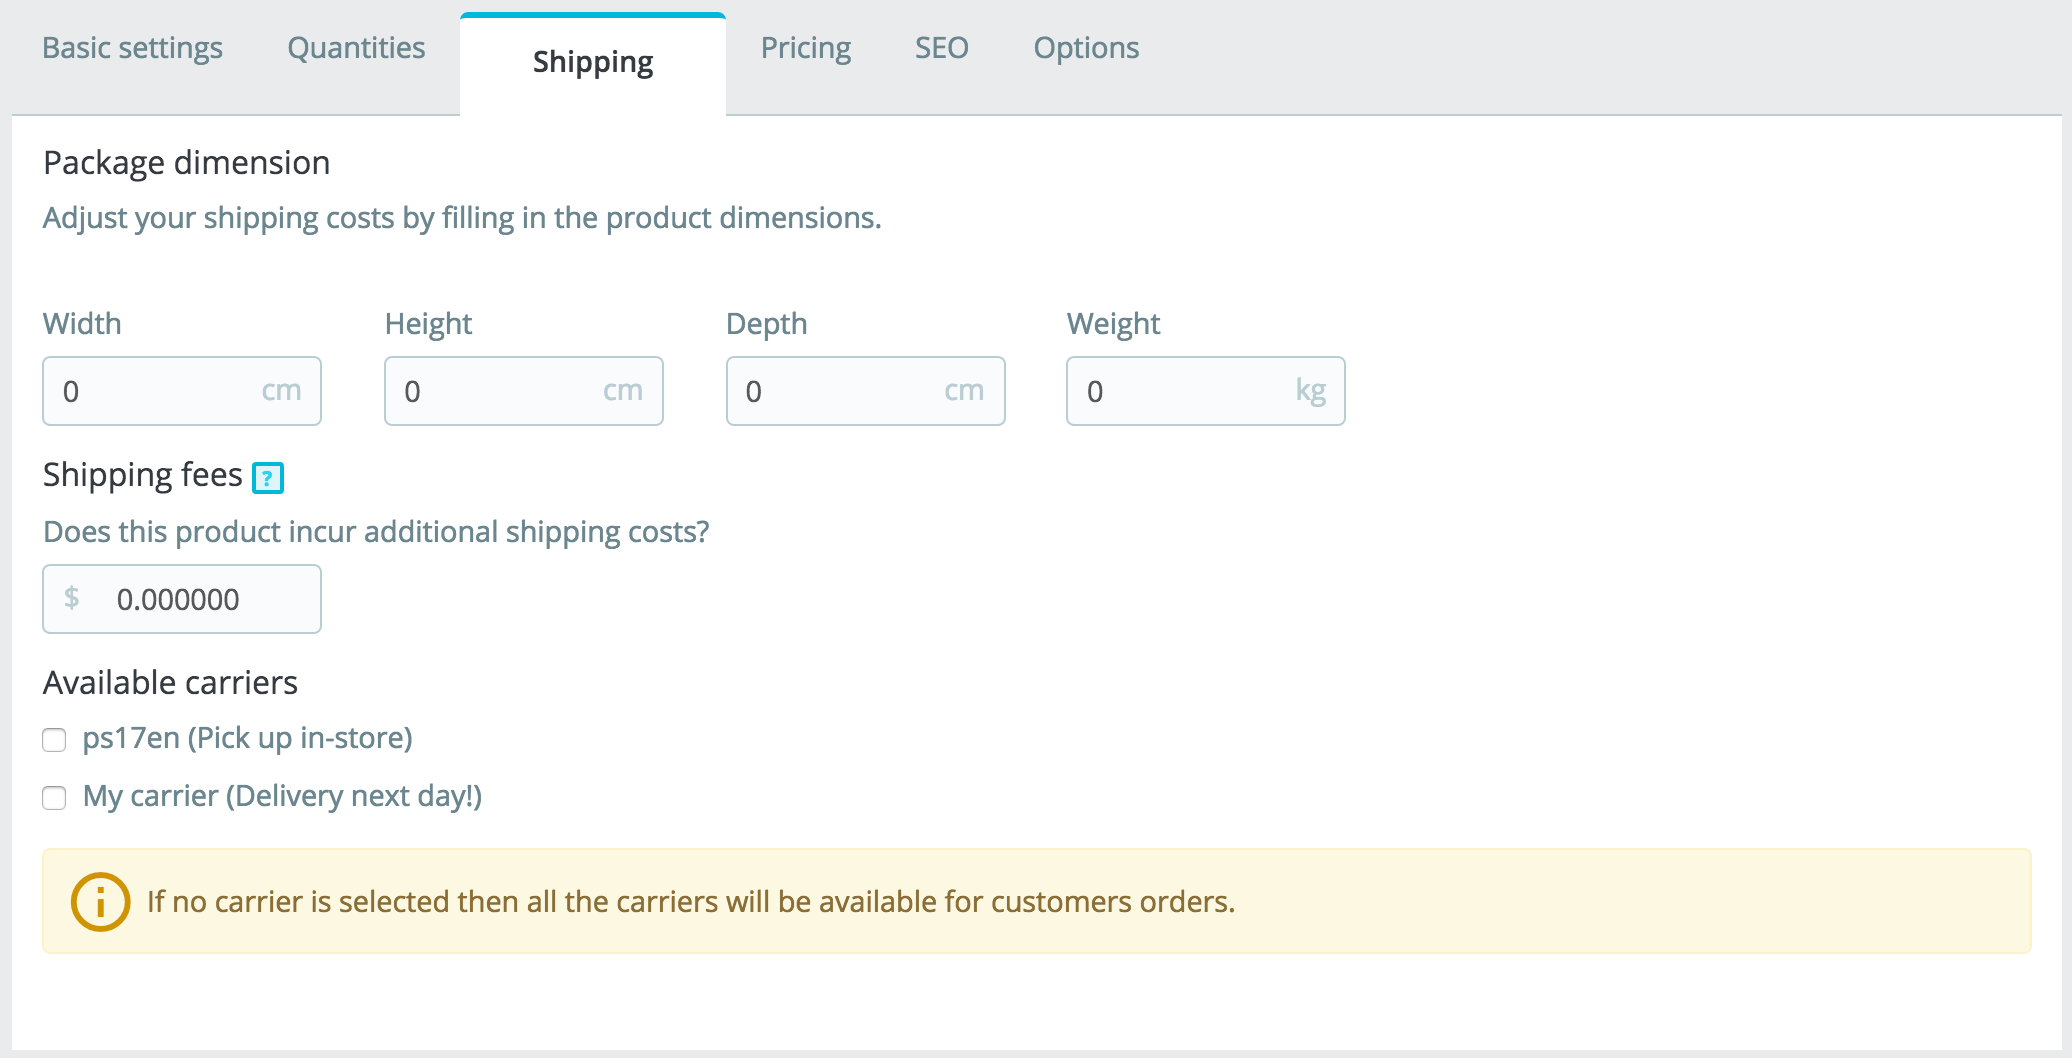 Basic settings Quantities Shipping Pricing SEO Options
Package dimension
Adjust your shipping costs by filling in the product dimensions.
Width Height Depth Weight
0 cm 0 cm 0 cm 0 kg
Shipping fees ?
Does this product incur additional shipping costs?
$ 0.000000
Available carriers
ps17en (Pick up in-store)
My carrier (Delivery next day!)
If no carrier is selected then all the carriers will be available for customers orders.